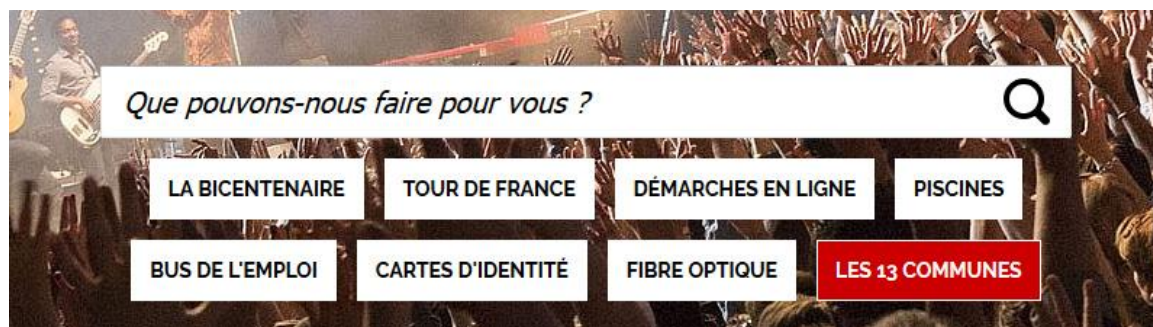 Que pouvons-nous faire pour vous ?
LA BICENTENAIRE
TOUR DE FRANCE
DÉMARCHES EN LIGNE
PISCINES
BUS DE L'EMPLOI
CARTES D'IDENTITÉ
FIBRE OPTIQUE
LES 13 COMMUNES